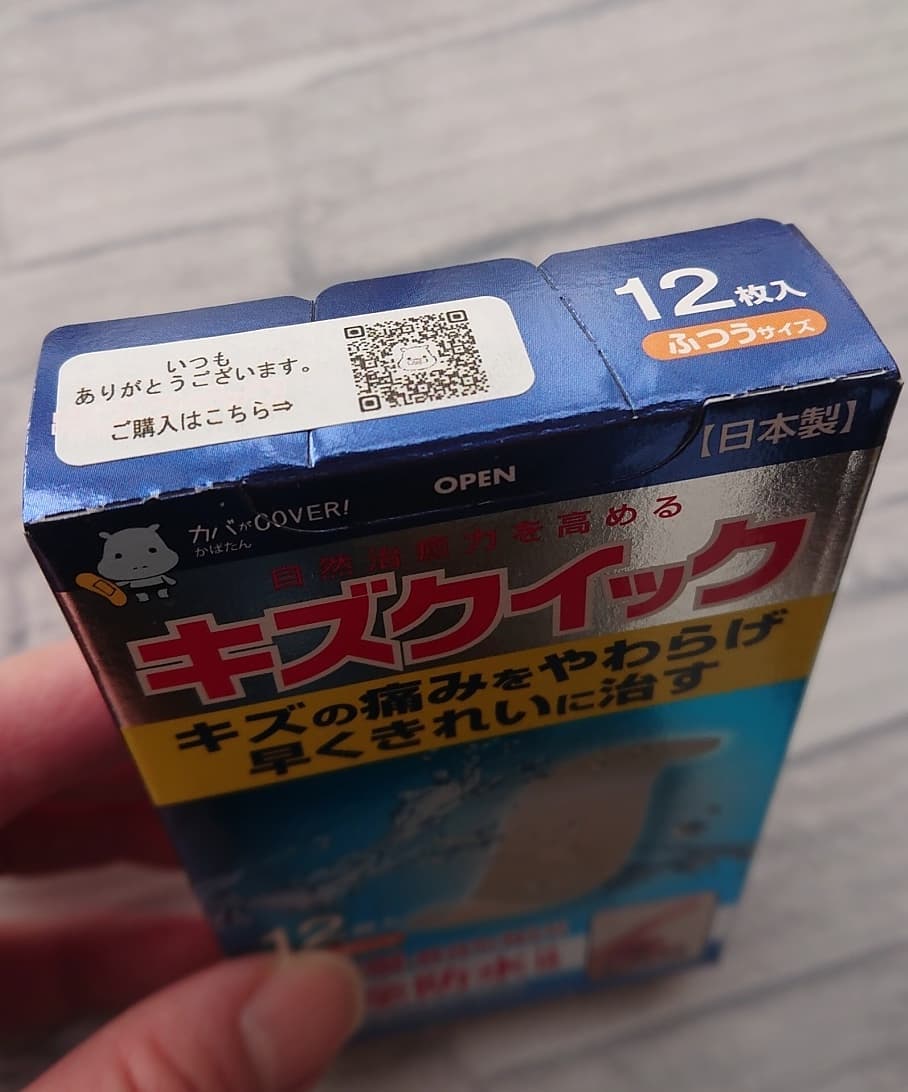 いつも
ありがとうございます。
ご購入はこちら⇒
12枚入
ふつうサイズ
【日本製】
OPEN
カバがCOVER!
かばたん
自然治癒力を高める
キズクイック
キズの痛みをやわらげ
早くきれいに治す
12